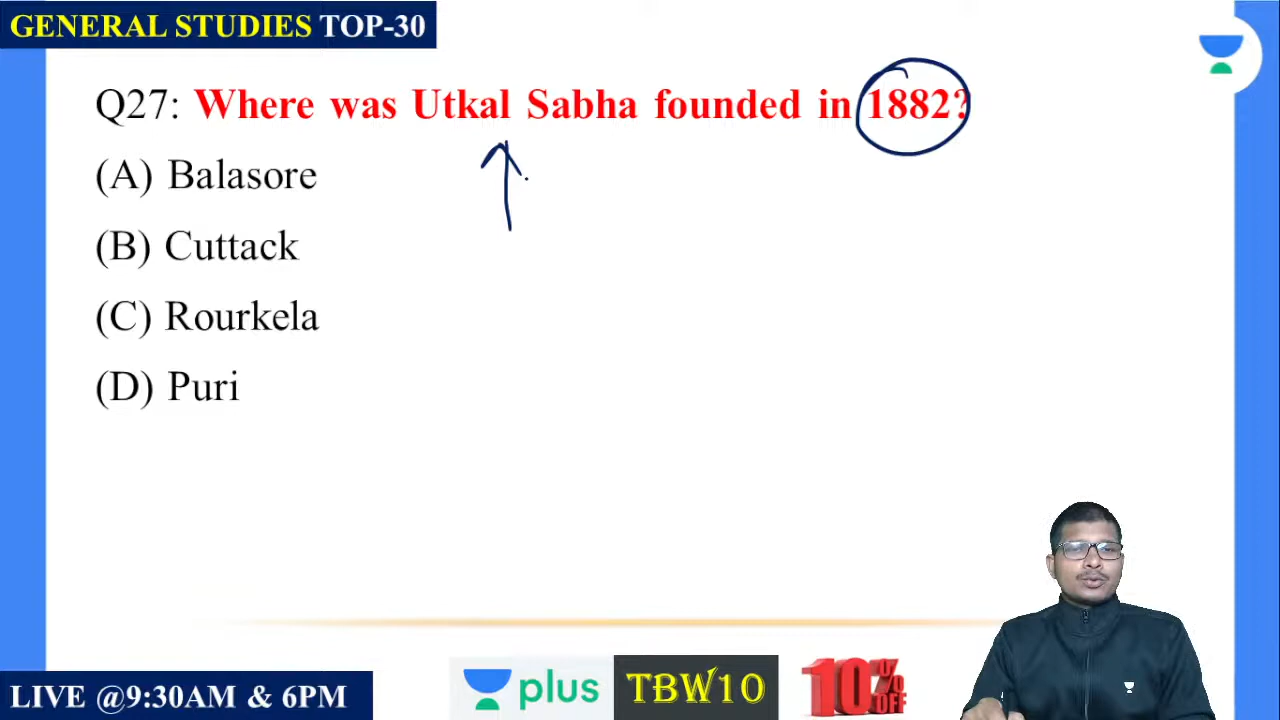 GENERAL STUDIES TOP-30
Q27: Where was Utkal Sabha founded in 1882?
(A) Balasore
(B) Cuttack
(C) Rourkela
(D) Puri
LIVE @9:30AM & 6PM
plus
TBW10
10% OFF